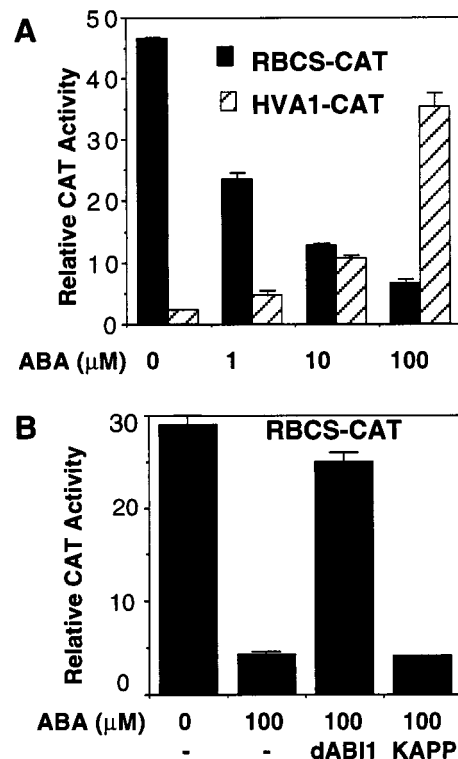 A
50
40
30
20
10
0
Relative CAT Activity
RBCS-CAT
HVA1-CAT
ABA (μM) 0 1 10 100
B
30
20
10
0
Relative CAT Activity
RBCS-CAT
ABA (μM) 0 100 100 100
- - dABI1 KAPP